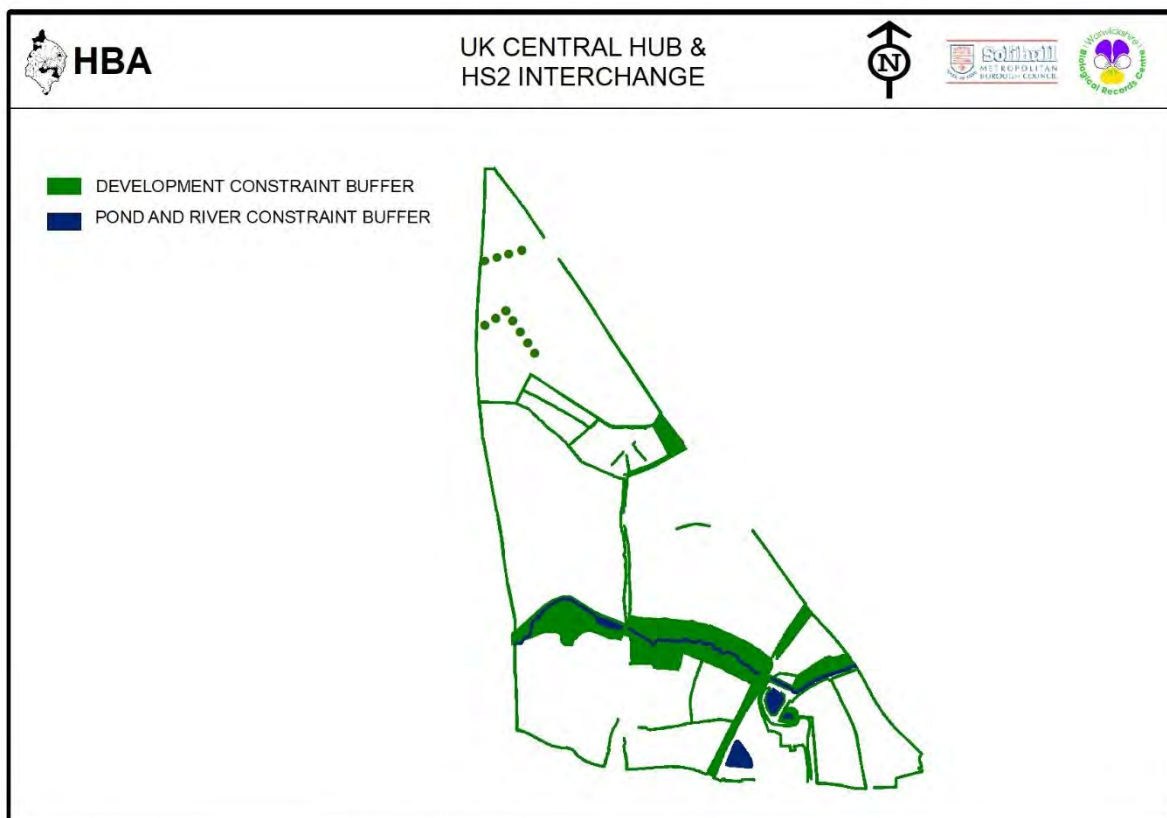 HBA
UK CENTRAL HUB &
HS2 INTERCHANGE
N
Solihull
METROPOLITAN
BOROUGH COUNCIL
Warwickshire
Biological Records Centre
DEVELOPMENT CONSTRAINT BUFFER
POND AND RIVER CONSTRAINT BUFFER